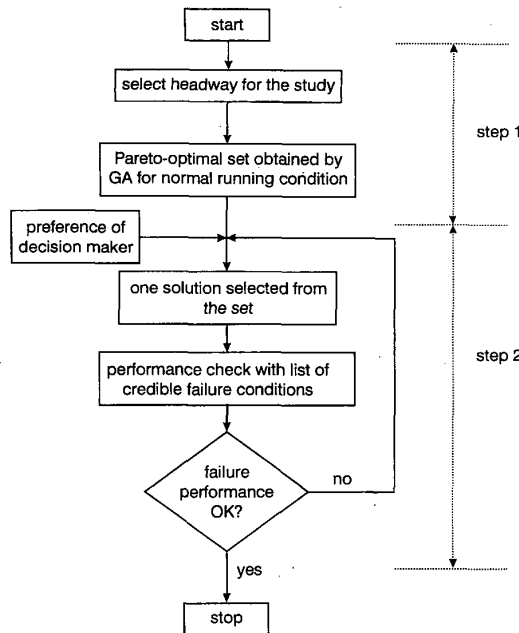 start
select headway for the study
step 1
Pareto-optimal set obtained by
GA for normal running condition
preference of
decision maker
one solution selected from
the set
step 2
performance check with list of
credible failure conditions
failure
performance
OK?
no
yes
stop